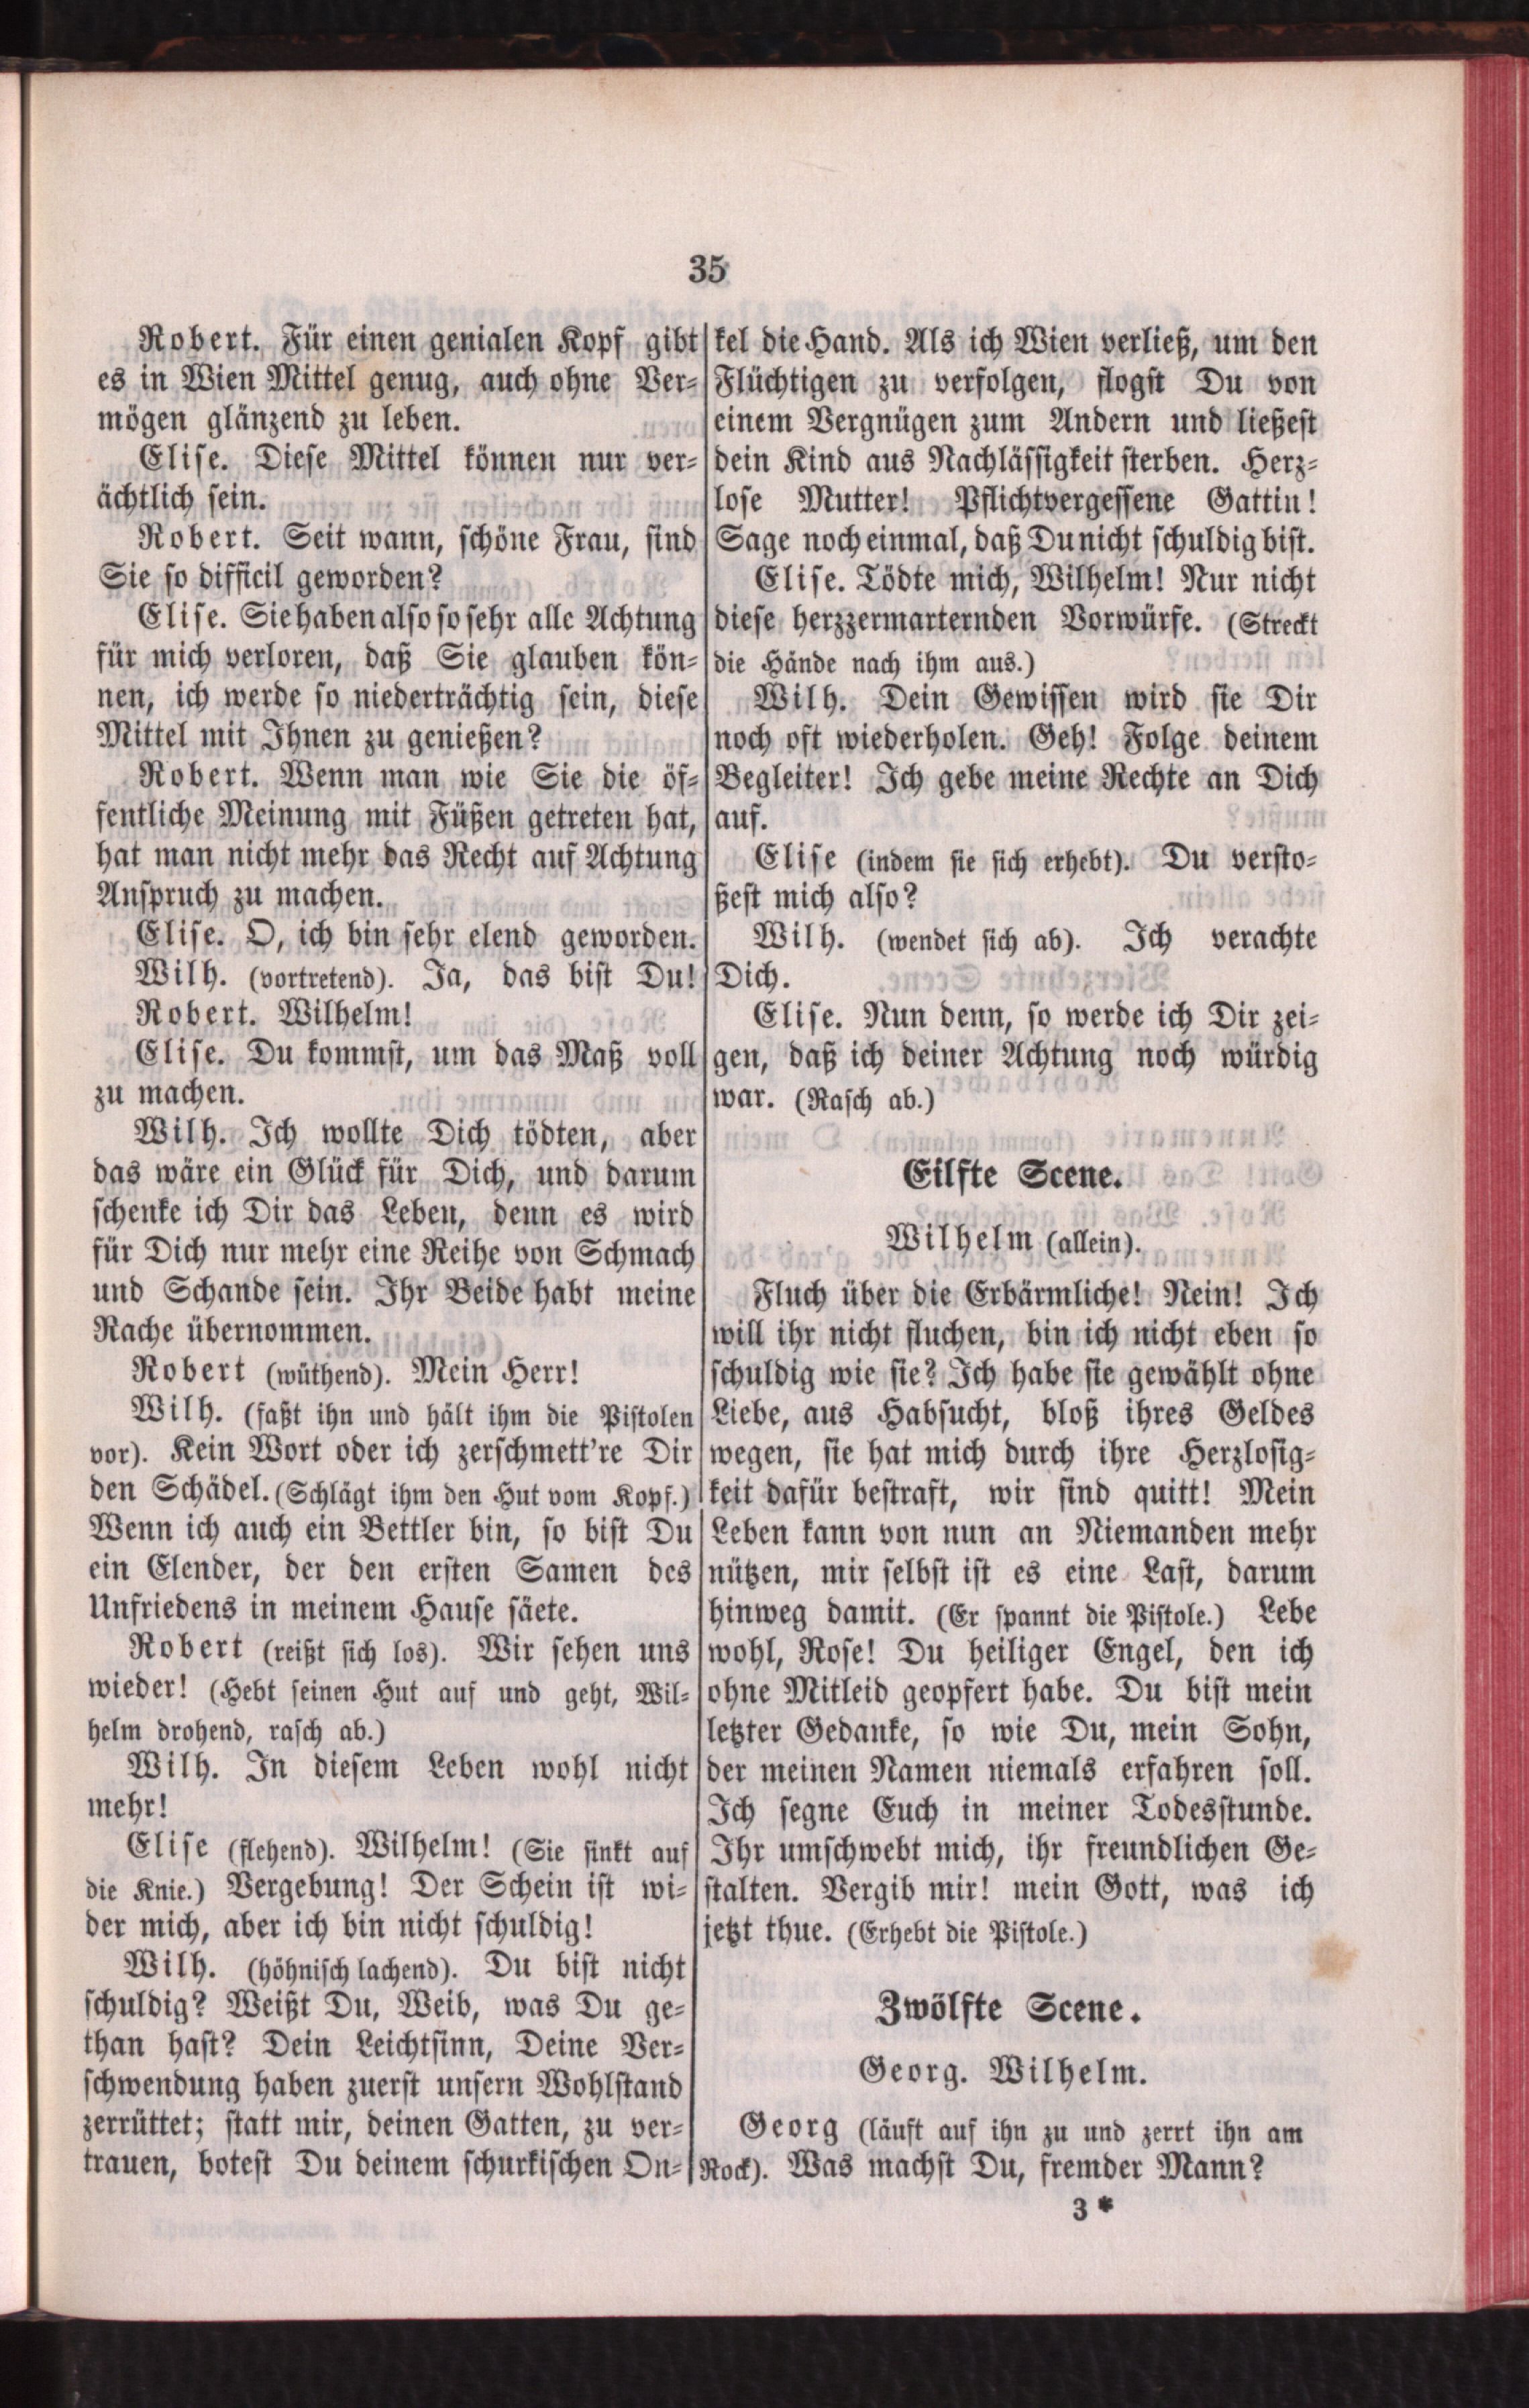 35
Robert. Für einen genialen Kopf gibt
es in Wien Mittel genug, auch ohne Ver-
mögen glänzend zu leben.
Elise. Diese Mittel können nur ver-
ächtlich sein.
Robert. Seit wann, schöne Frau, sind
Sie so difficil geworden?
Elise. Sie haben also so sehr alle Achtung
für mich verloren, daß Sie glauben kön-
nen, ich werde so niederträchtig sein, diese
Mittel mit Ihnen zu genießen?
Robert. Wenn man wie Sie die öf-
fentliche Meinung mit Füßen getreten hat,
hat man nicht mehr das Recht auf Achtung
Anspruch zu machen.
Elise. O, ich bin sehr elend geworden.
Wilh. (vortretend). Ja, das bist Du!
Robert. Wilhelm!
Elise. Du kommst, um das Maß voll
zu machen.
Wilh. Ich wollte Dich tödten, aber
das wäre ein Glück für Dich, und darum
schenke ich Dir das Leben, denn es wird
für Dich nur mehr eine Reihe von Schmach
und Schande sein. Ihr Beide habt meine
Rache übernommen.
Robert (wüthend). Mein Herr!
Wilh. (faßt ihn und hält ihm die Pistolen
vor). Kein Wort oder ich zerschmett're Dir
den Schädel. (Schlägt ihm den Hut vom Kopf.)
Wenn ich auch ein Bettler bin, so bist Du
ein Elender, der den ersten Samen des
Unfriedens in meinem Hause säete.
Robert (reißt sich los). Wir sehen uns
wieder! (Hebt seinen Hut auf und geht, Wil-
helm drohend, rasch ab.)
Wilh. In diesem Leben wohl nicht
mehr!
Elise (flehend). Wilhelm! (Sie sinkt auf
die Knie.) Vergebung! Der Schein ist wi-
der mich, aber ich bin nicht schuldig!
Wilh. (höhnisch lachend). Du bist nicht
schuldig? Weißt Du, Weib, was Du ge-
than hast? Dein Leichtsinn, Deine Ver-
schwendung haben zuerst unsern Wohlstand
zerrüttet; statt mir, deinen Gatten, zu ver-
trauen, botest Du deinem schurkischen On-
kel die Hand. Als ich Wien verließ, um den
Flüchtigen zu verfolgen, flogst Du von
einem Vergnügen zum Andern und ließest
dein Kind aus Nachlässigkeit sterben. Herz-
lose Mutter! Pflichtvergessene Gattin!
Sage noch einmal, daß Du nicht schuldig bist.
Elise. Tödte mich, Wilhelm! Nur nicht
diese herzzermarternden Vorwürfe. (Streckt
die Hände nach ihm aus.)
Wilh. Dein Gewissen wird sie Dir
noch oft wiederholen. Geh! Folge deinem
Begleiter! Ich gebe meine Rechte an Dich
auf.
Elise (indem sie sich erhebt). Du versto-
ßest mich also?
Wilh. (wendet sich ab). Ich verachte
Dich.
Elise. Nun denn, so werde ich Dir zei-
gen, daß ich deiner Achtung noch würdig
war. (Rasch ab.)
Eilfte Scene.
Wilhelm (allein).
Fluch über die Erbärmliche! Nein! Ich
will ihr nicht fluchen, bin ich nicht eben so
schuldig wie sie? Ich habe sie gewählt ohne
Liebe, aus Habsucht, bloß ihres Geldes
wegen, sie hat mich durch ihre Herzlosig-
keit dafür bestraft, wir sind quitt! Mein
Leben kann von nun an Niemanden mehr
nützen, mir selbst ist es eine Last, darum
hinweg damit. (Er spannt die Pistole.) Lebe
wohl, Rose! Du heiliger Engel, den ich
ohne Mitleid geopfert habe. Du bist mein
letzter Gedanke, so wie Du, mein Sohn,
der meinen Namen niemals erfahren soll.
Ich segne Euch in meiner Todesstunde.
Ihr umschwebt mich, ihr freundlichen Ge-
stalten. Vergib mir! mein Gott, was ich
jetzt thue. (Erhebt die Pistole.)
Zwölfte Scene.
Georg. Wilhelm.
Georg (läuft auf ihn zu und zerrt ihn am
Rock). Was machst Du, fremder Mann?
3*